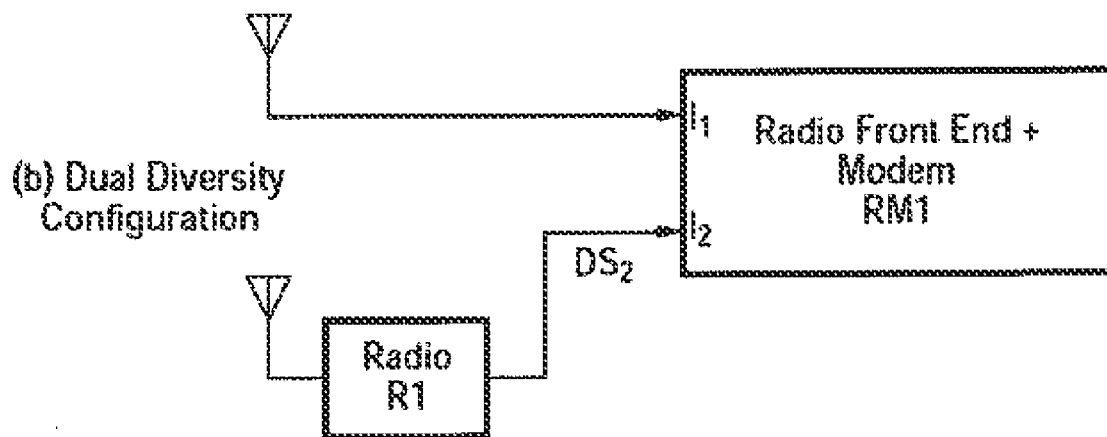 (b) Dual Diversity
Configuration
I₁
Radio Front End +
Modem
RM1
I₂
DS₂
Radio
R1